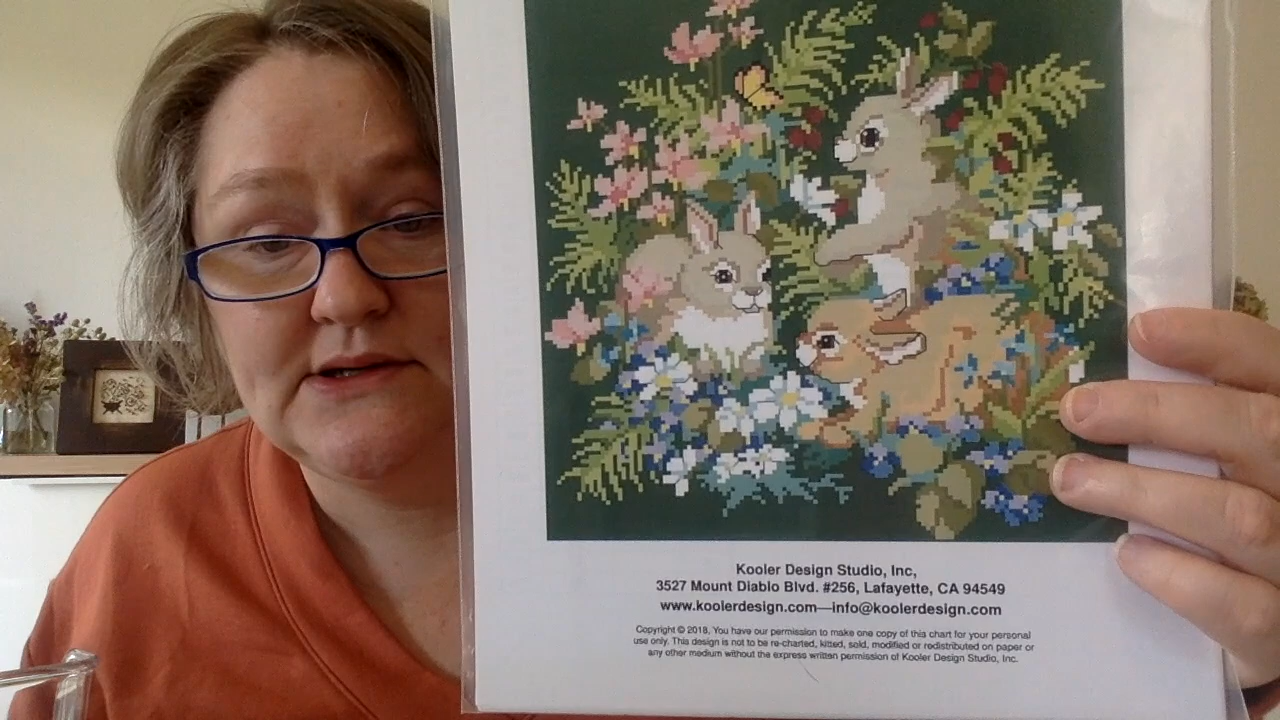 Kooler Design Studio, Inc,
3527 Mount Diablo Blvd. #256, Lafayette, CA 94549
www.koolerdesign.com—info@koolerdesign.com
Copyright © 2018, You have our permission to make one copy of this chart for your personal
use only. This design is not to be re-charted, kitted, sold, modified or redistributed on paper or
any other medium without the express written permission of Kooler Design Studio, Inc.